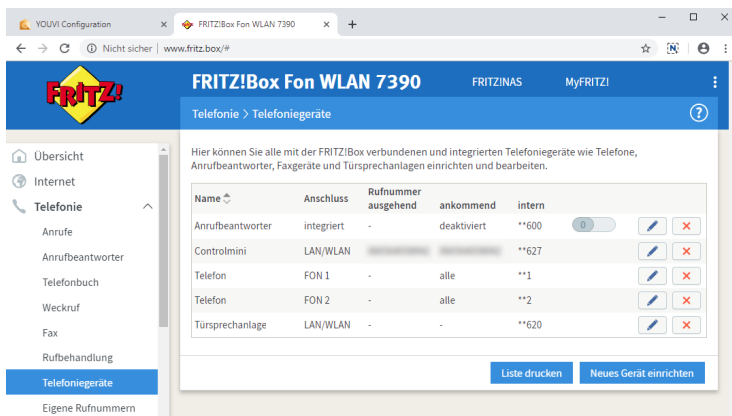 YOUVI Configuration
FRITZ!Box Fon WLAN 7390
Nicht sicher | www.fritz.box/#
FRITZ!
FRITZ!Box Fon WLAN 7390 FRITZ!NAS MyFRITZ!
Telefonie > Telefoniegeräte
Übersicht
Internet
Telefonie
Anrufe
Anrufbeantworter
Telefonbuch
Weckruf
Fax
Rufbehandlung
Telefoniegeräte
Eigene Rufnummern
Hier können Sie alle mit der FRITZ!Box verbundenen und integrierten Telefoniegeräte wie Telefone,
Anrufbeantworter, Faxgeräte und Türsprechanlagen einrichten und bearbeiten.
Name Anschluss Rufnummer ausgehend ankommend intern
Anrufbeantworter integriert - deaktiviert **600 0
Controlmini LAN/WLAN **627
Telefon FON 1 - alle **1
Telefon FON 2 - alle **2
Türsprechanlage LAN/WLAN - - **620
Liste drucken Neues Gerät einrichten